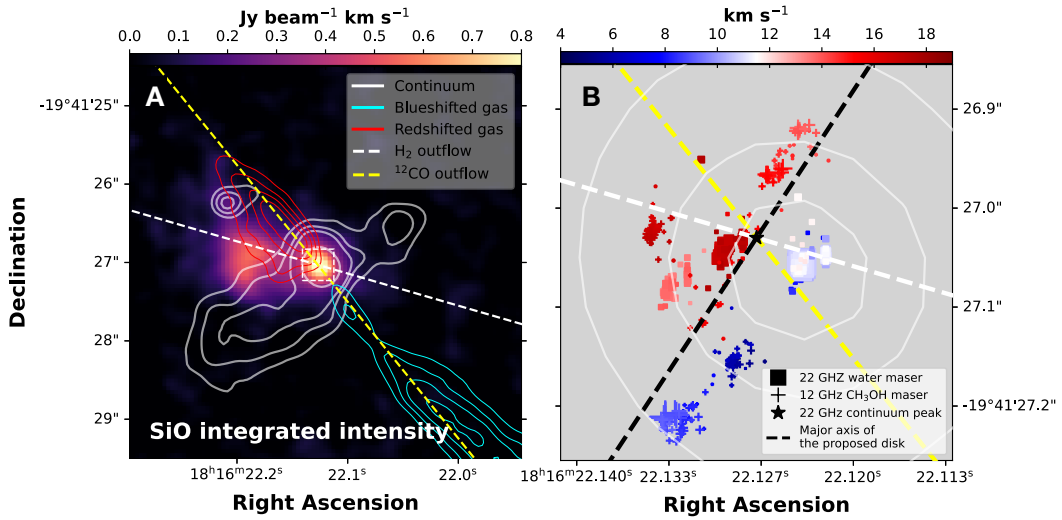 Jy beam⁻¹ km s⁻¹
0.0 0.1 0.2 0.3 0.4 0.5 0.6 0.7 0.8
A
Continuum
Blueshifted gas
Redshifted gas
H₂ outflow
¹²CO outflow
-19°41'25"
26"
27"
28"
29"
Declination
SiO integrated intensity
18ʰ16ᵐ22.2ˢ 22.1ˢ 22.0ˢ
Right Ascension
km s⁻¹
4 6 8 10 12 14 16 18
B
26.9"
27.0"
27.1"
-19°41'27.2"
22 GHZ water maser
12 GHz CH₃OH maser
22 GHz continuum peak
Major axis of
the proposed disk
18ʰ16ᵐ22.140ˢ 22.133ˢ 22.127ˢ 22.120ˢ 22.113ˢ
Right Ascension